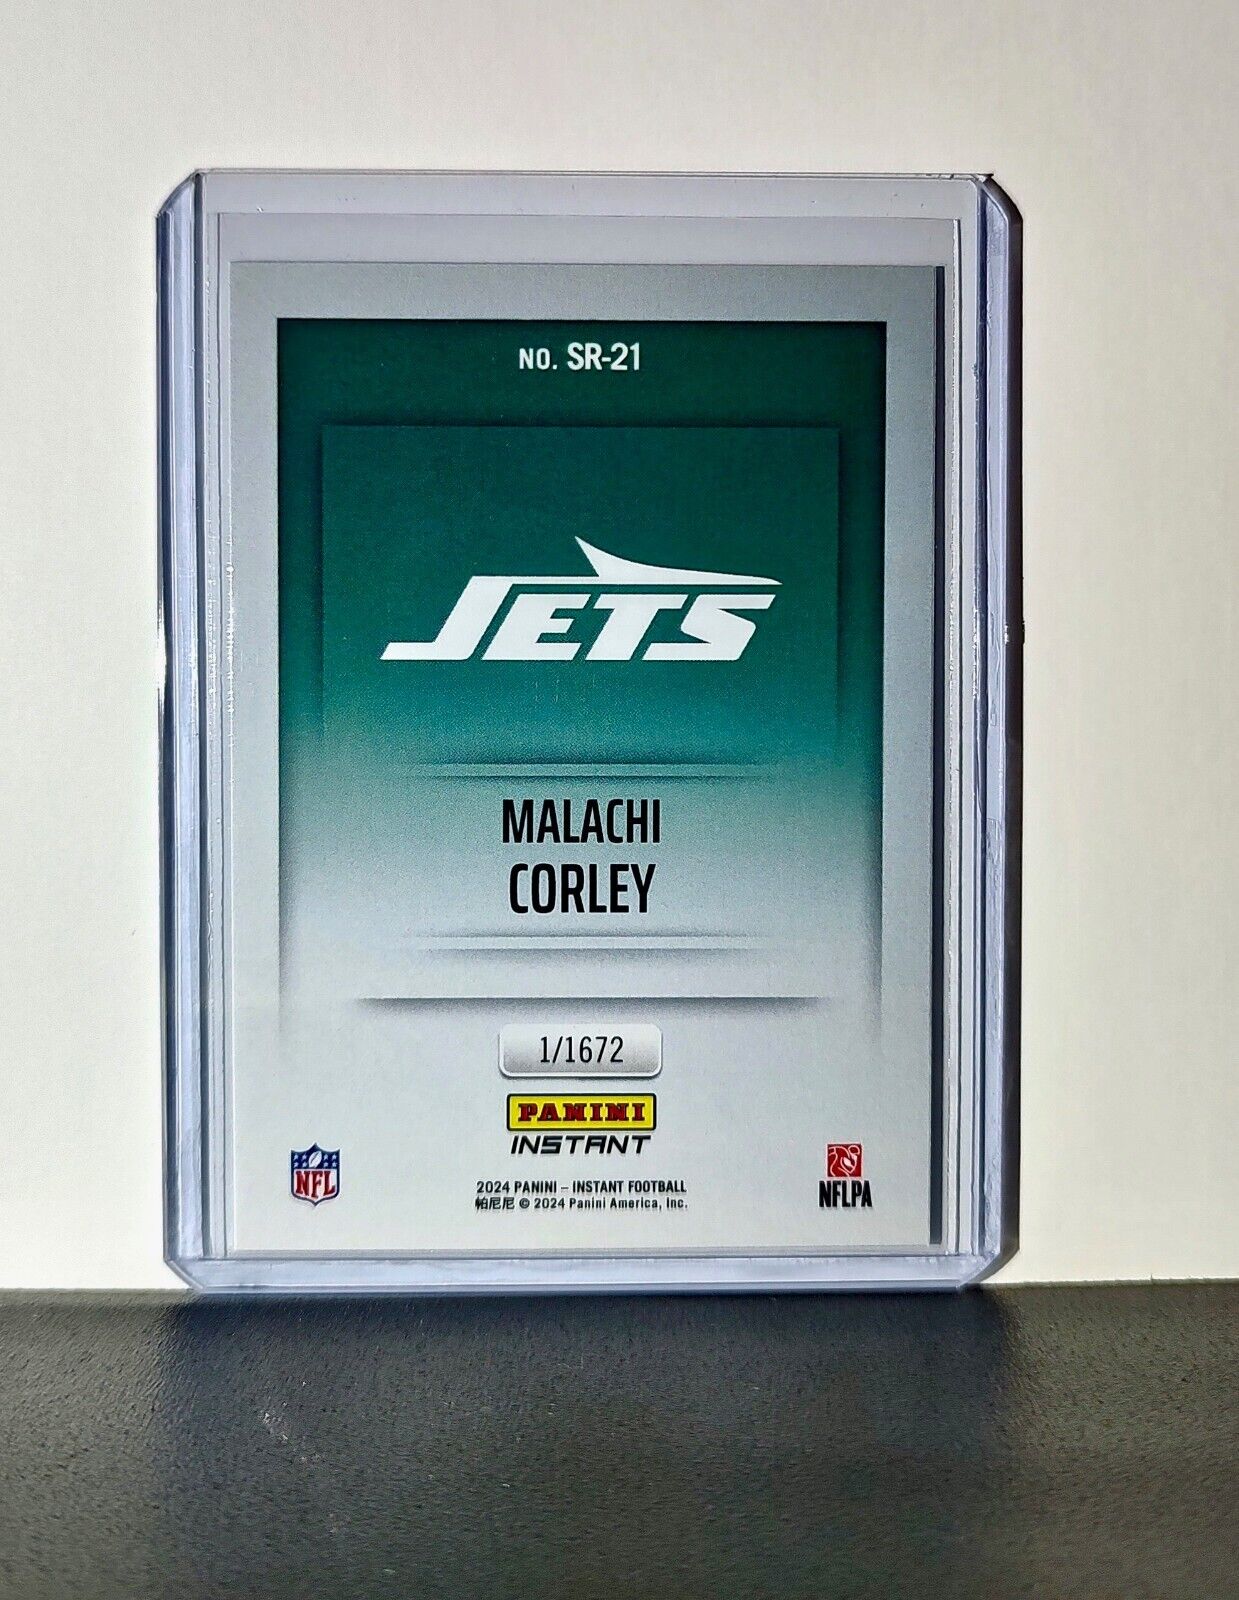 NO. SR-21
JETS
MALACHI
CORLEY
1/1672
PANINI
INSTANT
NFL
2024 PANINI – INSTANT FOOTBALL
帕尼尼 © 2024 Panini America, Inc.
NFLPA